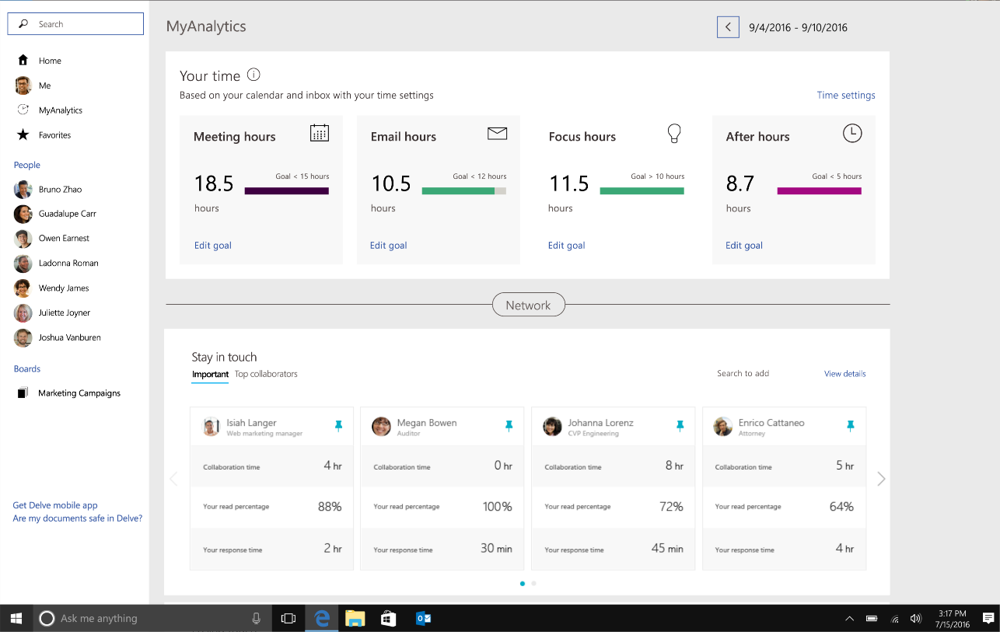 Search
Home
Me
MyAnalytics
Favorites
People
Bruno Zhao
Guadalupe Carr
Owen Earnest
Ladonna Roman
Wendy James
Juliette Joyner
Joshua Vanburen
Boards
Marketing Campaigns
Get Delve mobile app
Are my documents safe in Delve?
MyAnalytics
9/4/2016 - 9/10/2016
Your time
Based on your calendar and inbox with your time settings
Time settings
Meeting hours
18.5
Goal < 15 hours
hours
Edit goal
Email hours
10.5
Goal < 12 hours
hours
Edit goal
Focus hours
11.5
Goal > 10 hours
hours
Edit goal
After hours
8.7
Goal < 5 hours
hours
Edit goal
Network
Stay in touch
Important Top collaborators
Search to add
View details
Isiah Langer
Web marketing manager
Collaboration time 4 hr
Your read percentage 88%
Your response time 2 hr
Megan Bowen
Auditor
Collaboration time 0 hr
Your read percentage 100%
Your response time 30 min
Johanna Lorenz
CVP Engineering
Collaboration time 8 hr
Your read percentage 72%
Your response time 45 min
Enrico Cattaneo
Attorney
Collaboration time 5 hr
Your read percentage 64%
Your response time 4 hr
Ask me anything
3:17 PM
7/15/2016